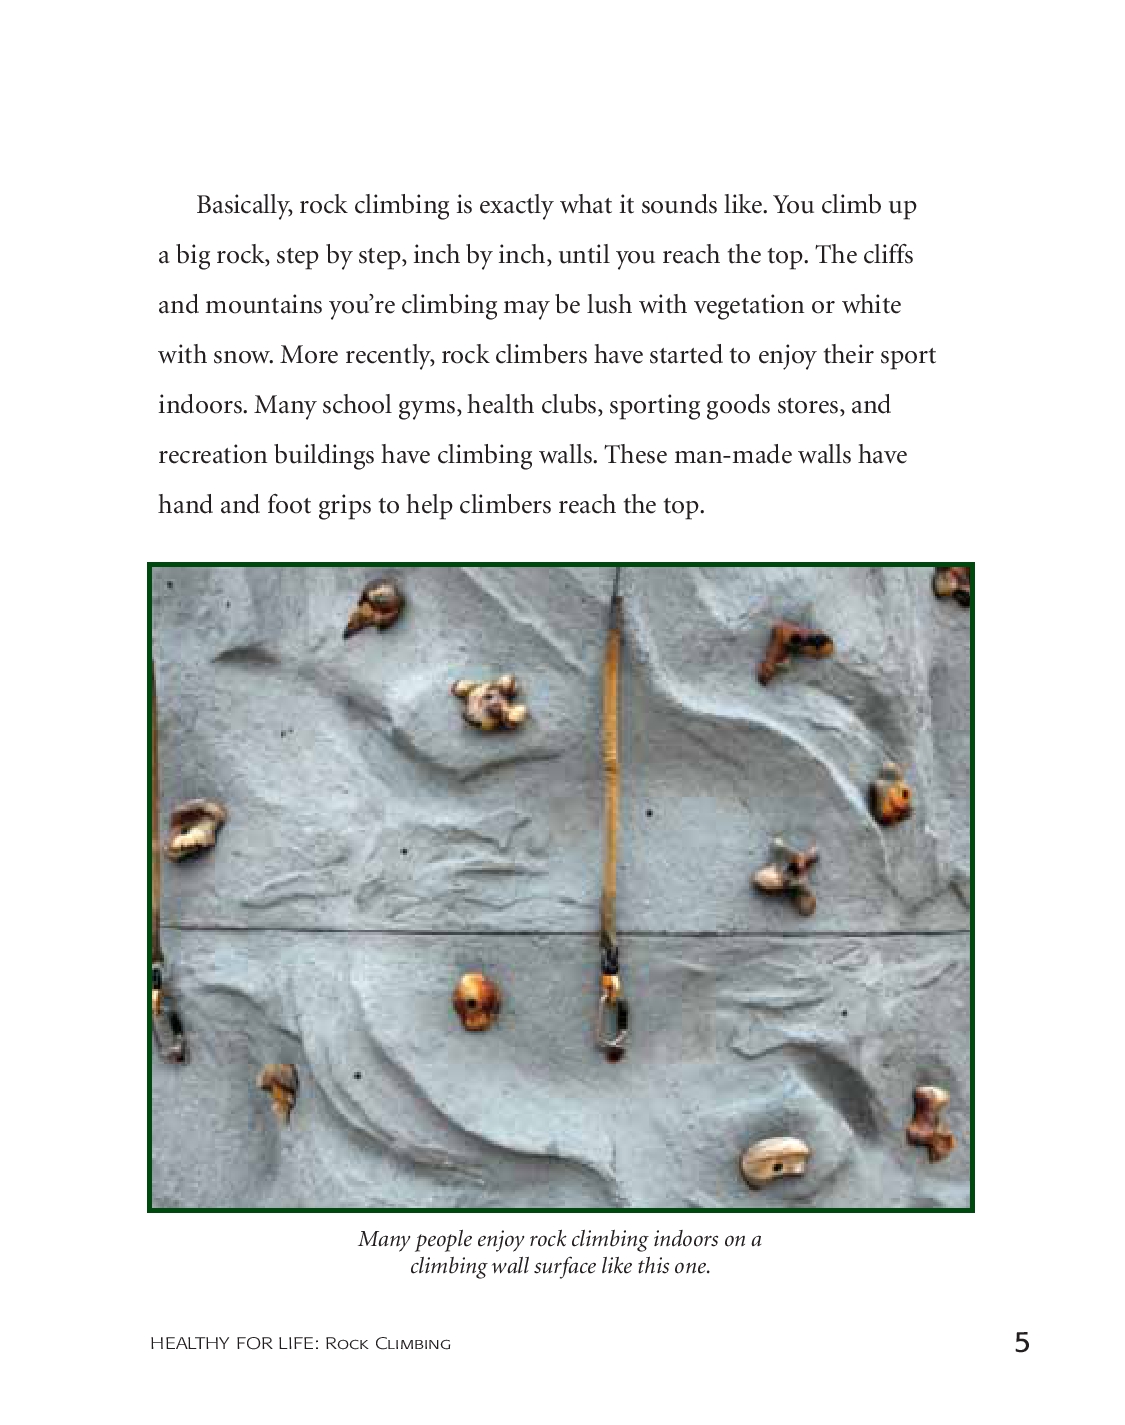 Basically, rock climbing is exactly what it sounds like. You climb up
a big rock, step by step, inch by inch, until you reach the top. The cliffs
and mountains you’re climbing may be lush with vegetation or white
with snow. More recently, rock climbers have started to enjoy their sport
indoors. Many school gyms, health clubs, sporting goods stores, and
recreation buildings have climbing walls. These man-made walls have
hand and foot grips to help climbers reach the top.
Many people enjoy rock climbing indoors on a
climbing wall surface like this one.
HEALTHY FOR LIFE: Rock Climbing
5